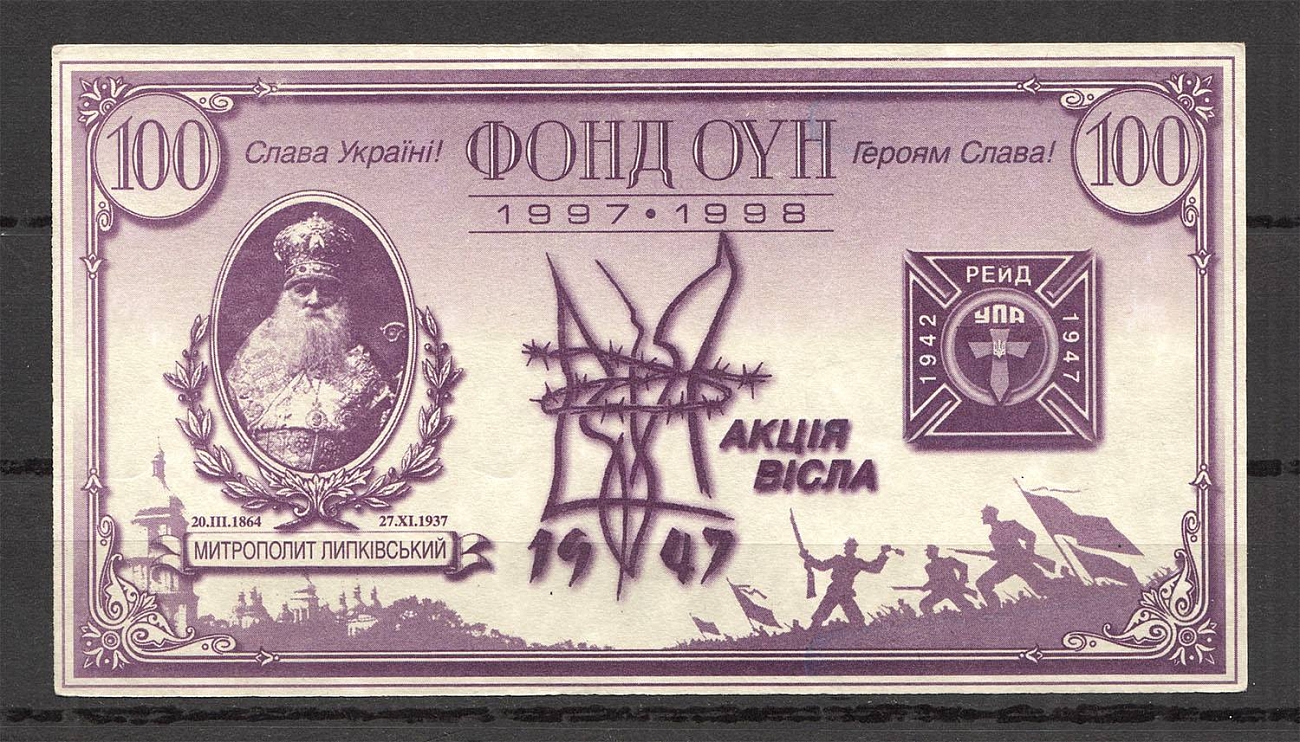 100
Слава Україні!
ФОНД ОУН
Героям Слава!
100
1997 • 1998
РЕЙД
УПА
1942
1947
АКЦІЯ
ВІСЛА
20.III.1864
27.XI.1937
МИТРОПОЛИТ ЛИПКІВСЬКИЙ
19 47